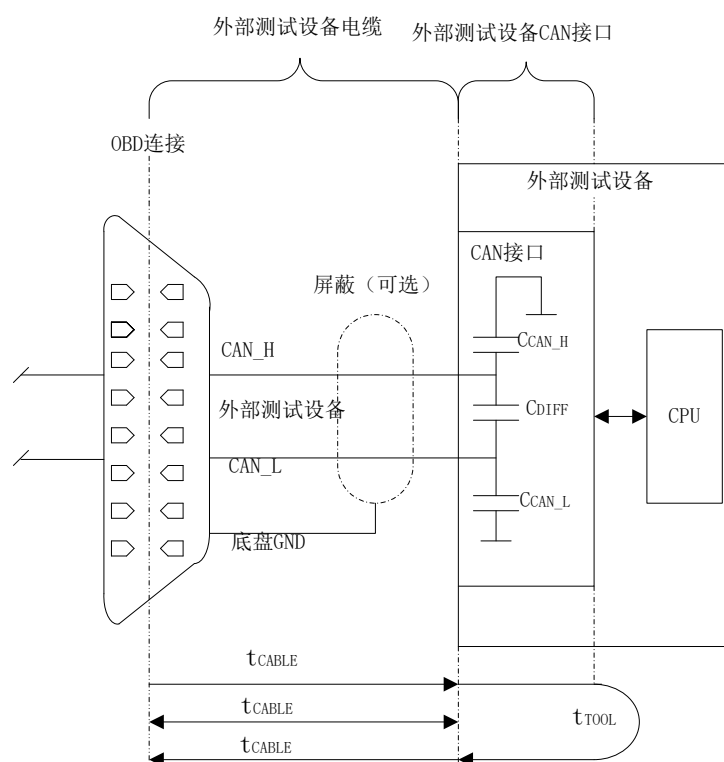 外部测试设备电缆
外部测试设备CAN接口
OBD连接
外部测试设备
CAN接口
屏蔽（可选）
CCAN_H
CAN_H
CDIFF
外部测试设备
CPU
CAN_L
CCAN_L
底盘GND
tCABLE
tCABLE
tTOOL
tCABLE